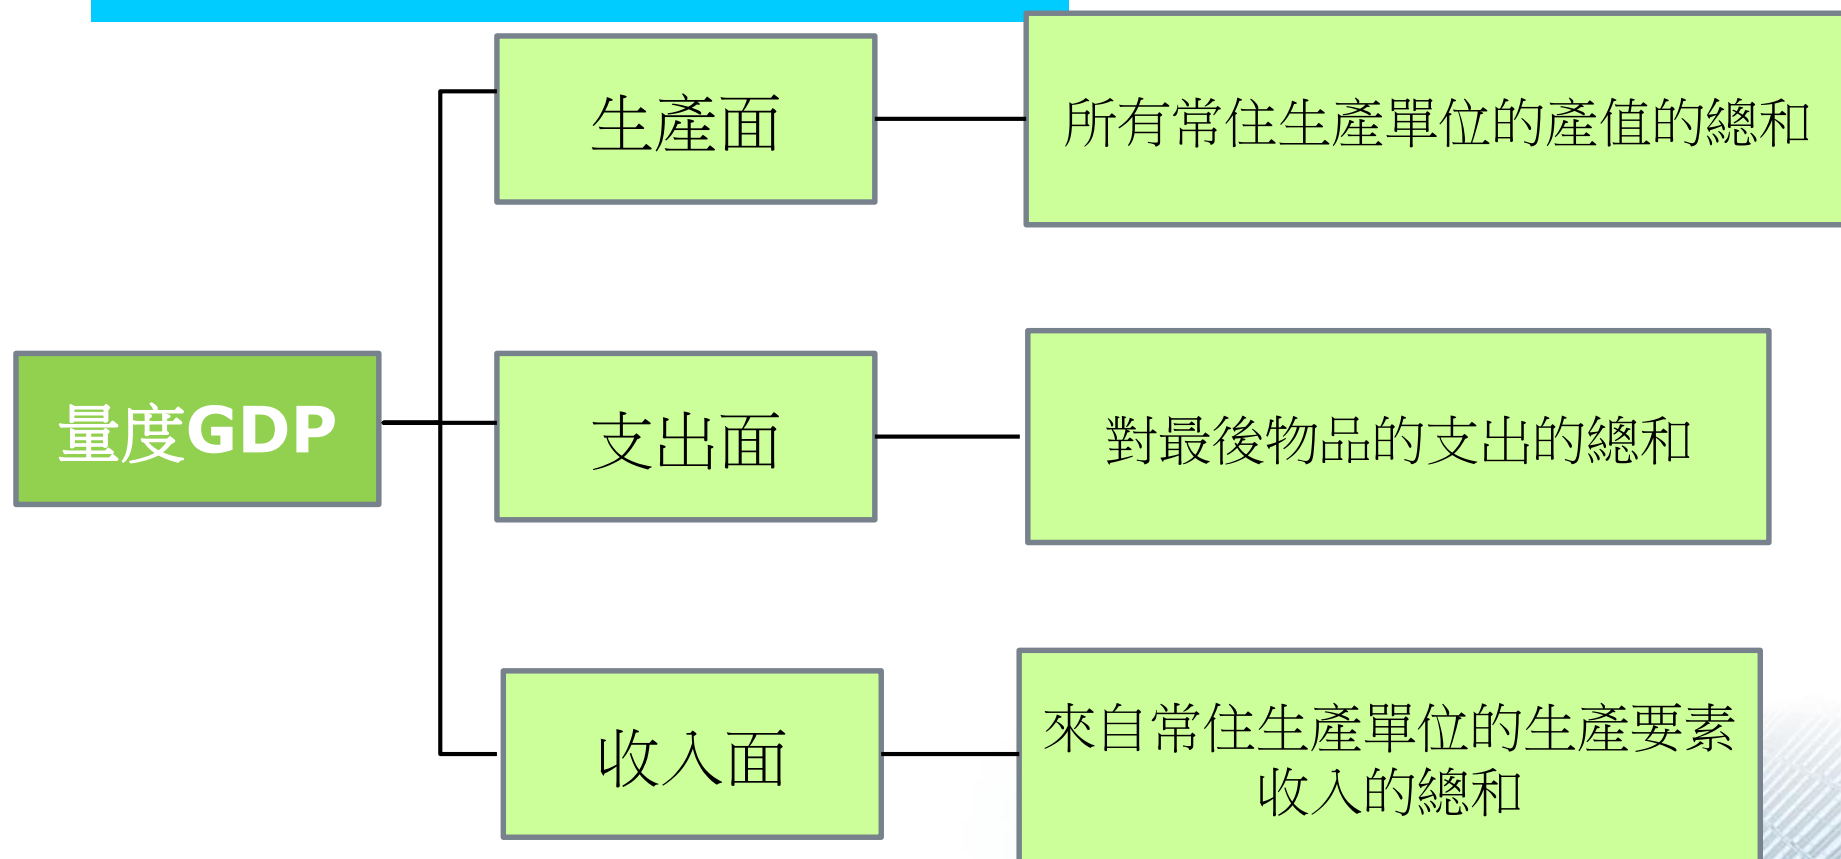 生產面
所有常住生產單位的產值的總和
量度GDP
支出面
對最後物品的支出的總和
收入面
來自常住生產單位的生產要素
收入的總和